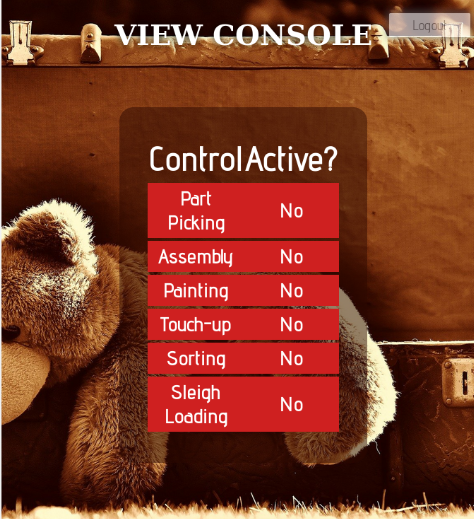 VIEW CONSOLE
Logout
Control Active?
Part
Picking No
Assembly No
Painting No
Touch-up No
Sorting No
Sleigh
Loading No